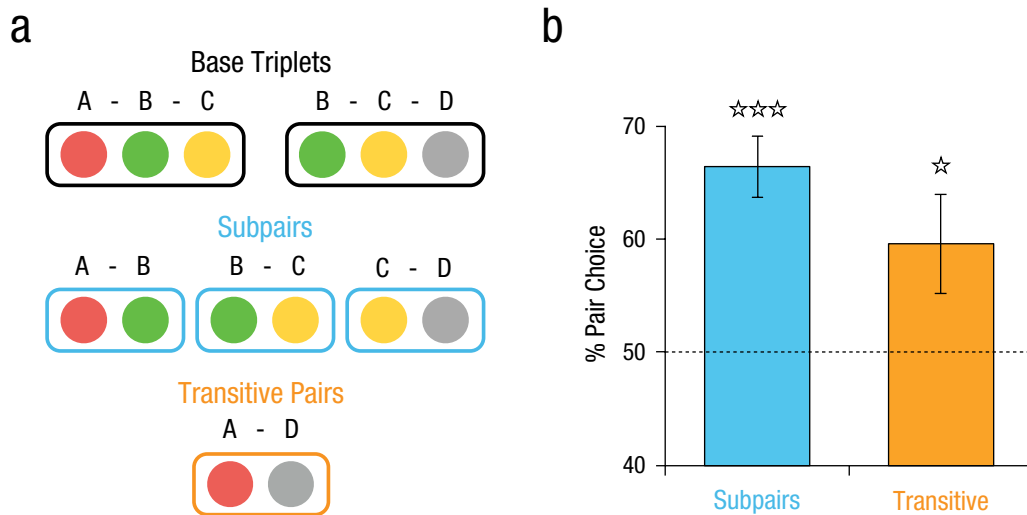 a
Base Triplets
A - B - C
B - C - D
Subpairs
A - B
B - C
C - D
Transitive Pairs
A - D
b
☆☆☆
☆
% Pair Choice
70
60
50
40
Subpairs
Transitive